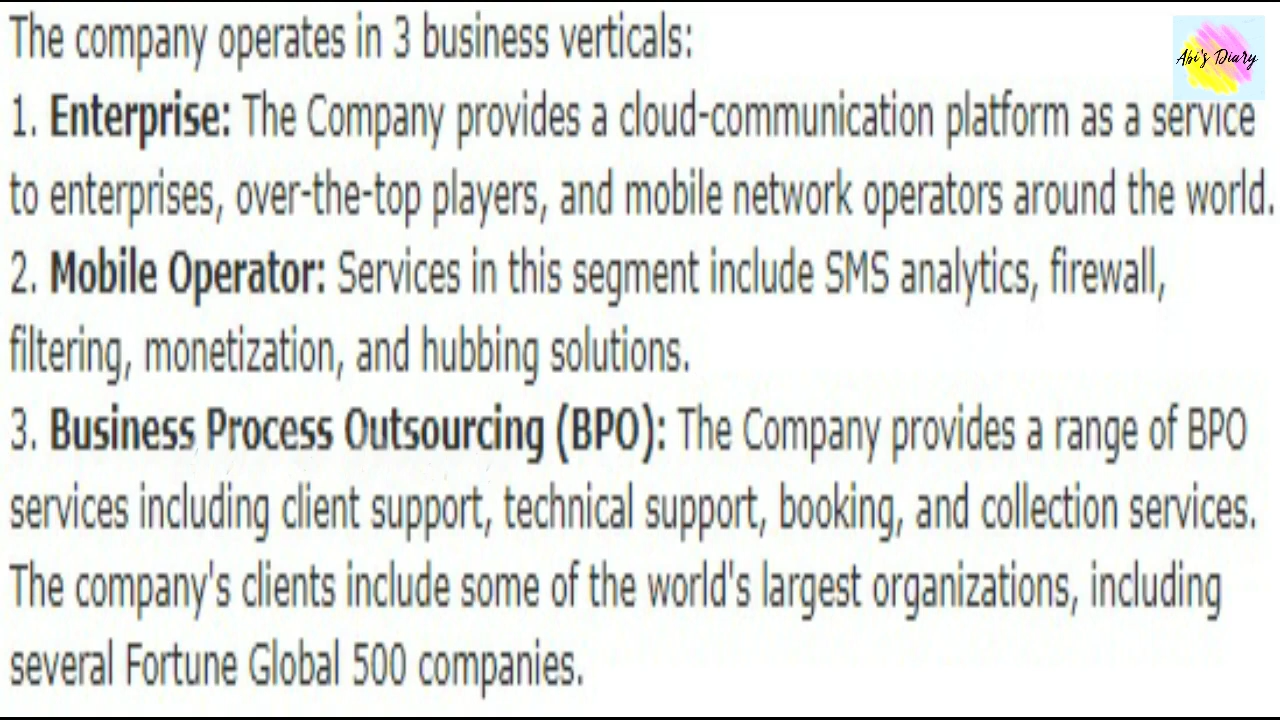 The company operates in 3 business verticals:
Abi's Diary
1. Enterprise: The Company provides a cloud-communication platform as a service
to enterprises, over-the-top players, and mobile network operators around the world.
2. Mobile Operator: Services in this segment include SMS analytics, firewall,
filtering, monetization, and hubbing solutions.
3. Business Process Outsourcing (BPO): The Company provides a range of BPO
services including client support, technical support, booking, and collection services.
The company's clients include some of the world's largest organizations, including
several Fortune Global 500 companies.